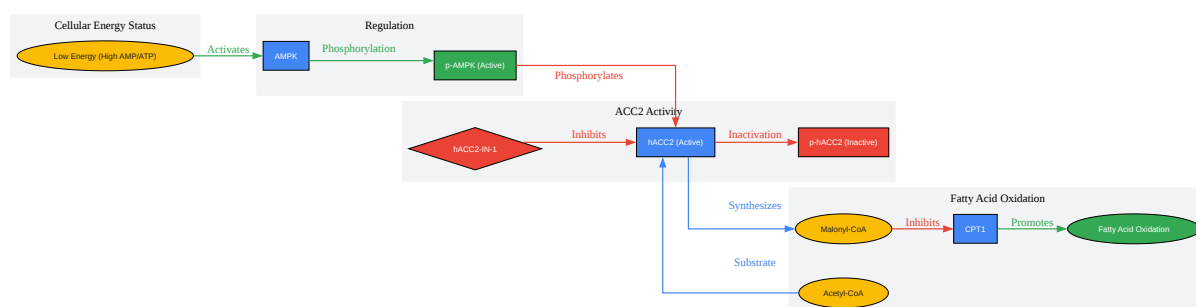 Cellular Energy Status
Regulation
Low Energy (High AMP/ATP)
Activates
AMPK
Phosphorylation
p-AMPK (Active)
Phosphorylates
ACC2 Activity
hACC2-IN-1
Inhibits
hACC2 (Active)
Inactivation
p-hACC2 (Inactive)
Fatty Acid Oxidation
Synthesizes
Malonyl-CoA
Inhibits
CPT1
Promotes
Fatty Acid Oxidation
Substrate
Acetyl-CoA